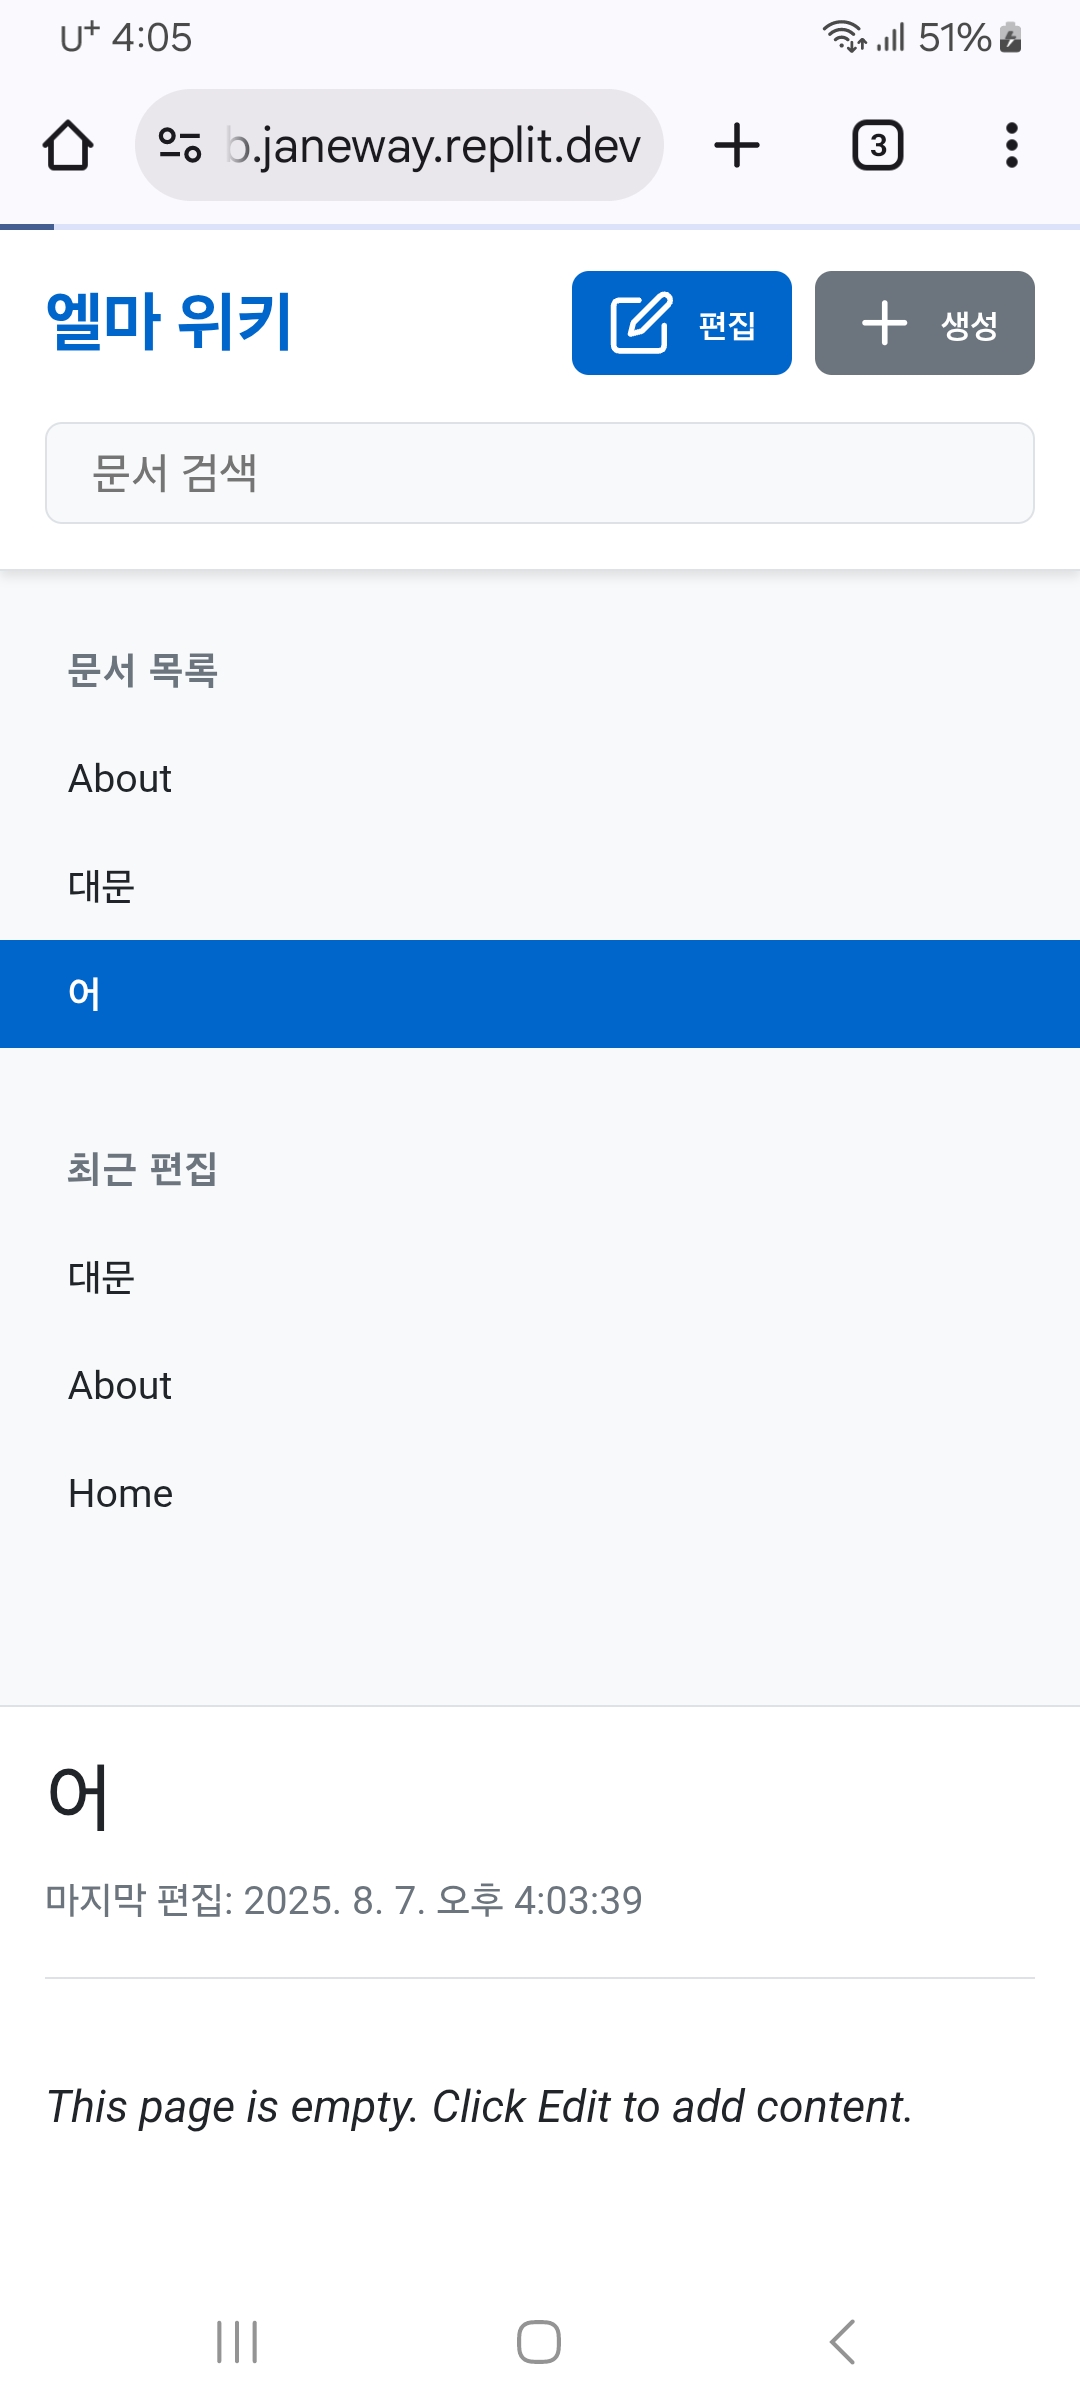 U+ 4:05 51%
b.janeway.replit.dev 3
엘마 위키 편집 생성
문서 검색
문서 목록
About
대문
어
최근 편집
대문
About
Home
어
마지막 편집: 2025. 8. 7. 오후 4:03:39
This page is empty. Click Edit to add content.